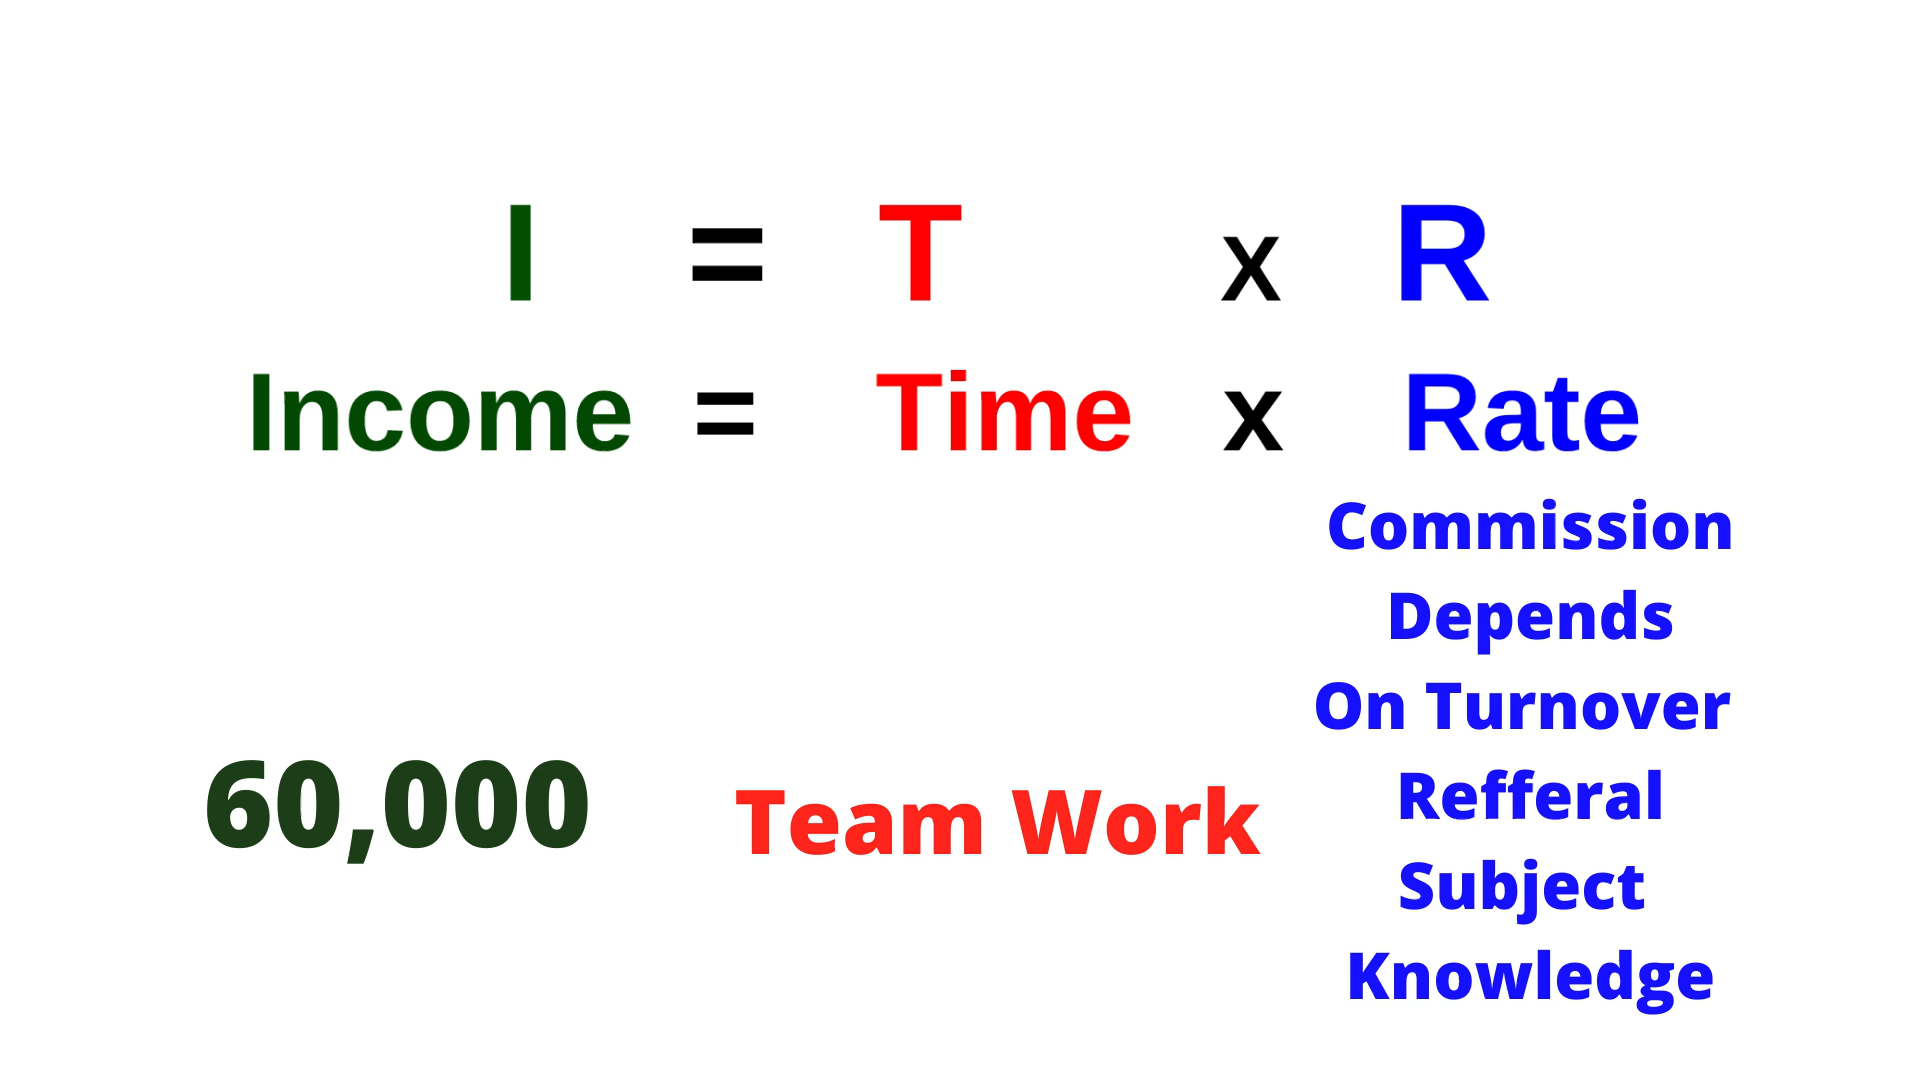 I = T x R
Income = Time x Rate
Commission
Depends
On Turnover
60,000 Team Work Refferal
Subject
Knowledge